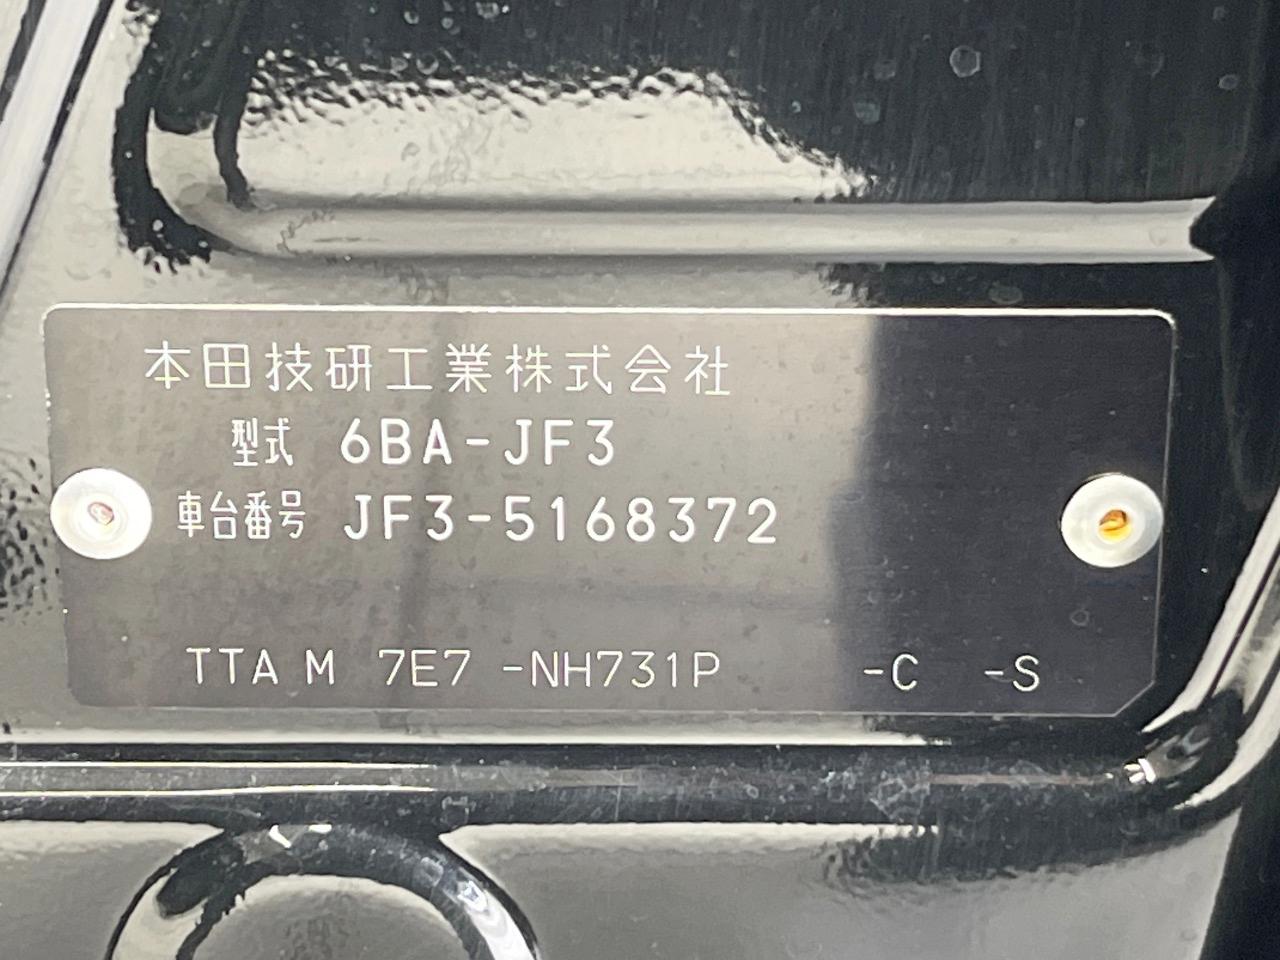 本田技研工業株式会社
型式 6BA-JF3
車台番号 JF3-5168372
TTA M 7E7 -NH731P -C -S